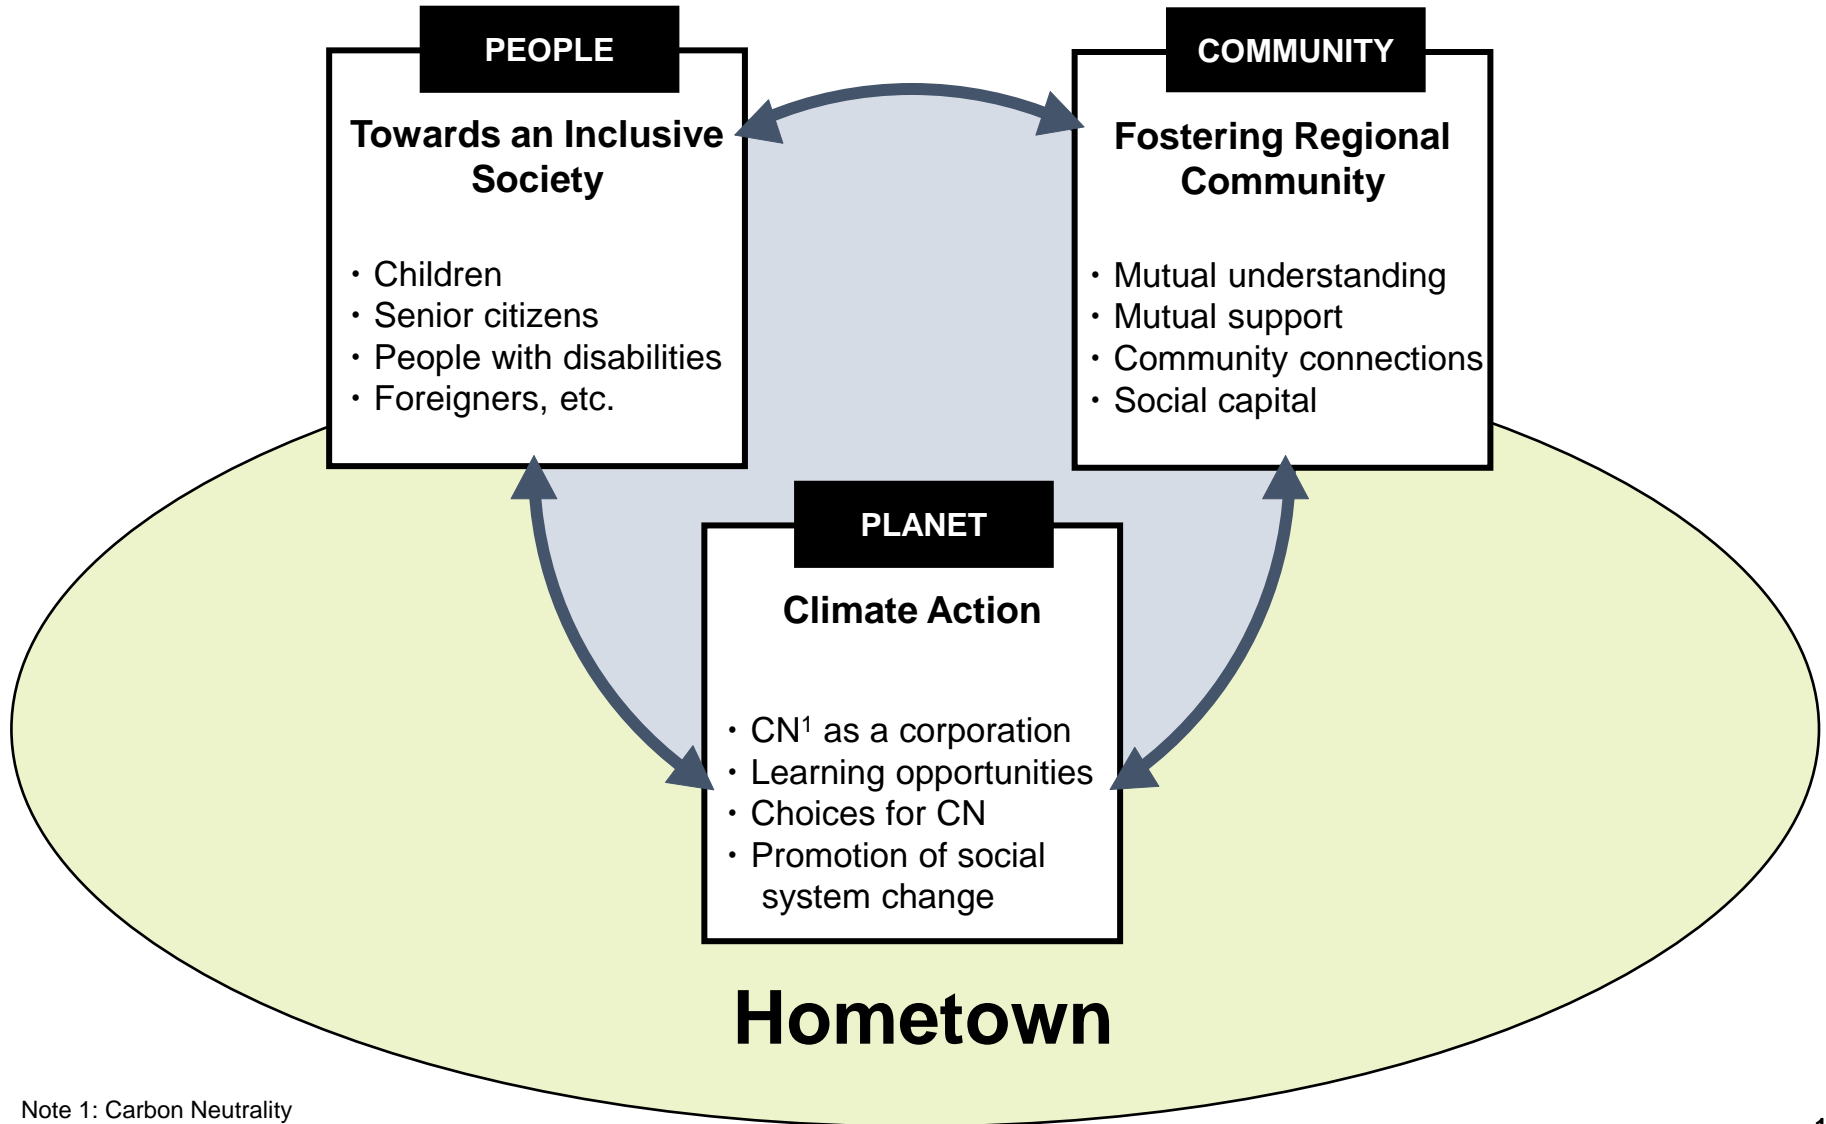 PEOPLE
Towards an Inclusive
Society
・Children
・Senior citizens
・People with disabilities
・Foreigners, etc.
COMMUNITY
Fostering Regional
Community
・Mutual understanding
・Mutual support
・Community connections
・Social capital
PLANET
Climate Action
・CN¹ as a corporation
・Learning opportunities
・Choices for CN
・Promotion of social
system change
Hometown
Note 1: Carbon Neutrality